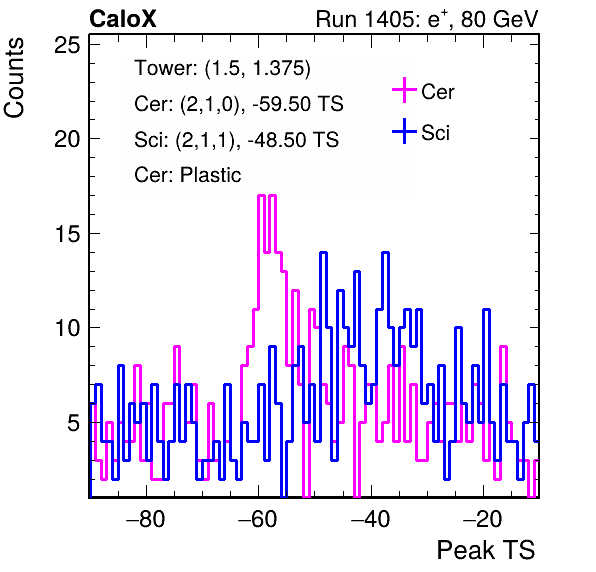 CaloX Run 1405: e⁺, 80 GeV
Counts
25
20
15
10
5
Tower: (1.5, 1.375)
Cer: (2,1,0), -59.50 TS
Sci: (2,1,1), -48.50 TS
Cer: Plastic
Cer
Sci
−80 −60 −40 −20
Peak TS